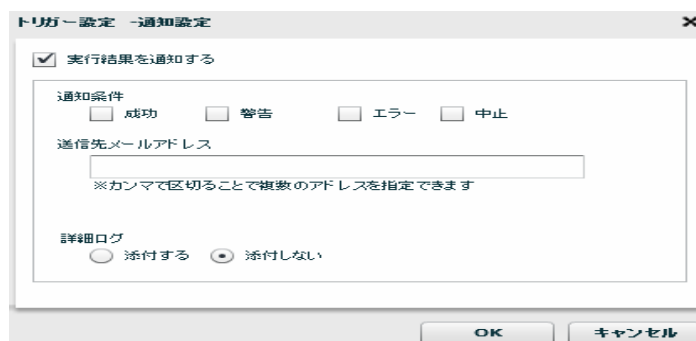 トリガー設定 -通知設定
実行結果を通知する
通知条件
成功 警告 エラー 中止
送信先メールアドレス
※カンマで区切ることで複数のアドレスを指定できます
詳細ログ
添付する 添付しない
OK キャンセル